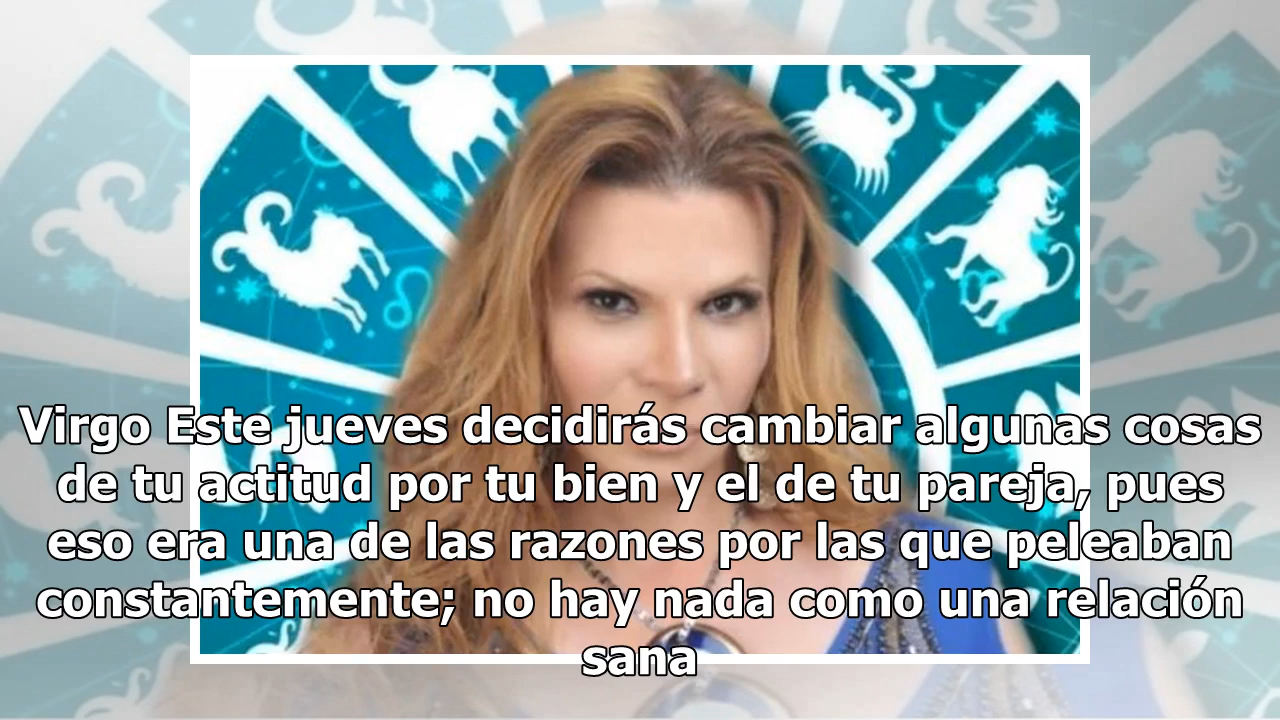 Virgo Este jueves decidirás cambiar algunas cosas
de tu actitud por tu bien y el de tu pareja, pues
eso era una de las razones por las que peleaban
constantemente; no hay nada como una relación
sana